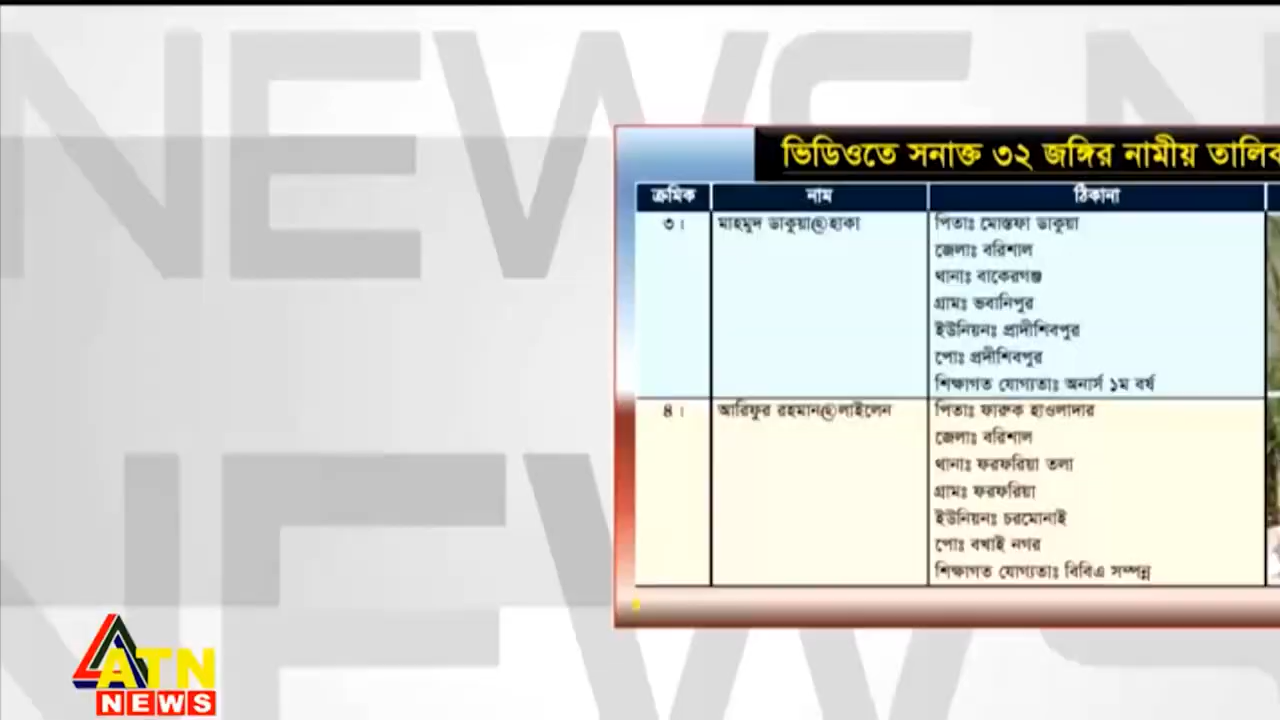 ভিডিওতে সনাক্ত ৩২ জঙ্গির নামীয় তালিক
ক্রমিক নাম ঠিকানা
৩। মাহমুদ ডাকুয়া@হাকা পিতাঃ মোস্তফা ডাকুয়া
জেলাঃ বরিশাল
থানাঃ বাকেরগঞ্জ
গ্রামঃ ভবানিপুর
ইউনিয়নঃ প্রাদীশিবপুর
পোঃ প্রদীশিবপুর
শিক্ষাগত যোগ্যতাঃ অনার্স ১ম বর্ষ
৪। আরিফুর রহমান@লাইলেন পিতাঃ ফারুক হাওলাদার
জেলাঃ বরিশাল
থানাঃ ফরফরিয়া তলা
গ্রামঃ ফরফরিয়া
ইউনিয়নঃ চরমোনাই
পোঃ বখাই নগর
শিক্ষাগত যোগ্যতাঃ বিবিএ সম্পন্ন
ATN
NEWS
NEWS N
NEWS